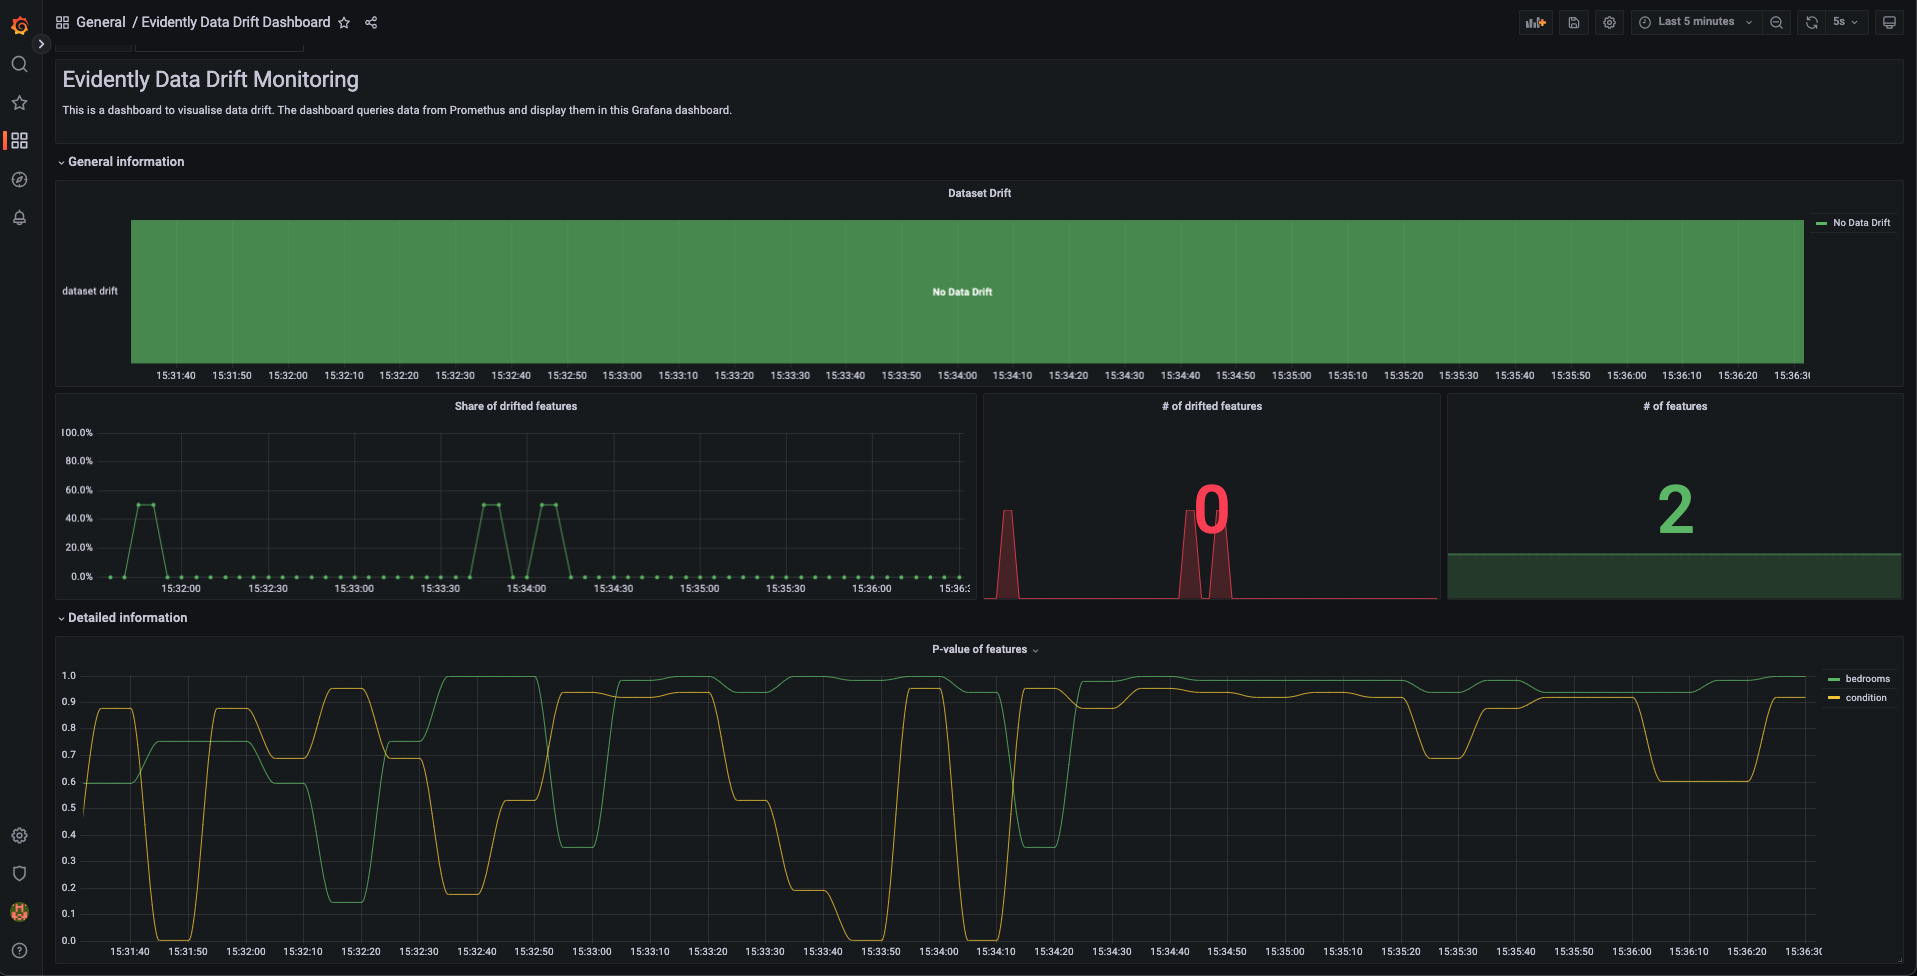 General / Evidently Data Drift Dashboard
Last 5 minutes
5s
Evidently Data Drift Monitoring
This is a dashboard to visualise data drift. The dashboard queries data from Promethus and display them in this Grafana dashboard.
General information
Dataset Drift
No Data Drift
dataset drift
No Data Drift
15:31:40 15:31:50 15:32:00 15:32:10 15:32:20 15:32:30 15:32:40 15:32:50 15:33:00 15:33:10 15:33:20 15:33:30 15:33:40 15:33:50 15:34:00 15:34:10 15:34:20 15:34:30 15:34:40 15:34:50 15:35:00 15:35:10 15:35:20 15:35:30 15:35:40 15:35:50 15:36:00 15:36:10 15:36:20 15:36:30
Share of drifted features
100.0%
80.0%
60.0%
40.0%
20.0%
0.0%
15:32:00 15:32:30 15:33:00 15:33:30 15:34:00 15:34:30 15:35:00 15:35:30 15:36:00 15:36:
# of drifted features
0
# of features
2
Detailed information
P-value of features
1.0
0.9
0.8
0.7
0.6
0.5
0.4
0.3
0.2
0.1
0.0
15:31:40 15:31:50 15:32:00 15:32:10 15:32:20 15:32:30 15:32:40 15:32:50 15:33:00 15:33:10 15:33:20 15:33:30 15:33:40 15:33:50 15:34:00 15:34:10 15:34:20 15:34:30 15:34:40 15:34:50 15:35:00 15:35:10 15:35:20 15:35:30 15:35:40 15:35:50 15:36:00 15:36:10 15:36:20 15:36:30
bedrooms
condition